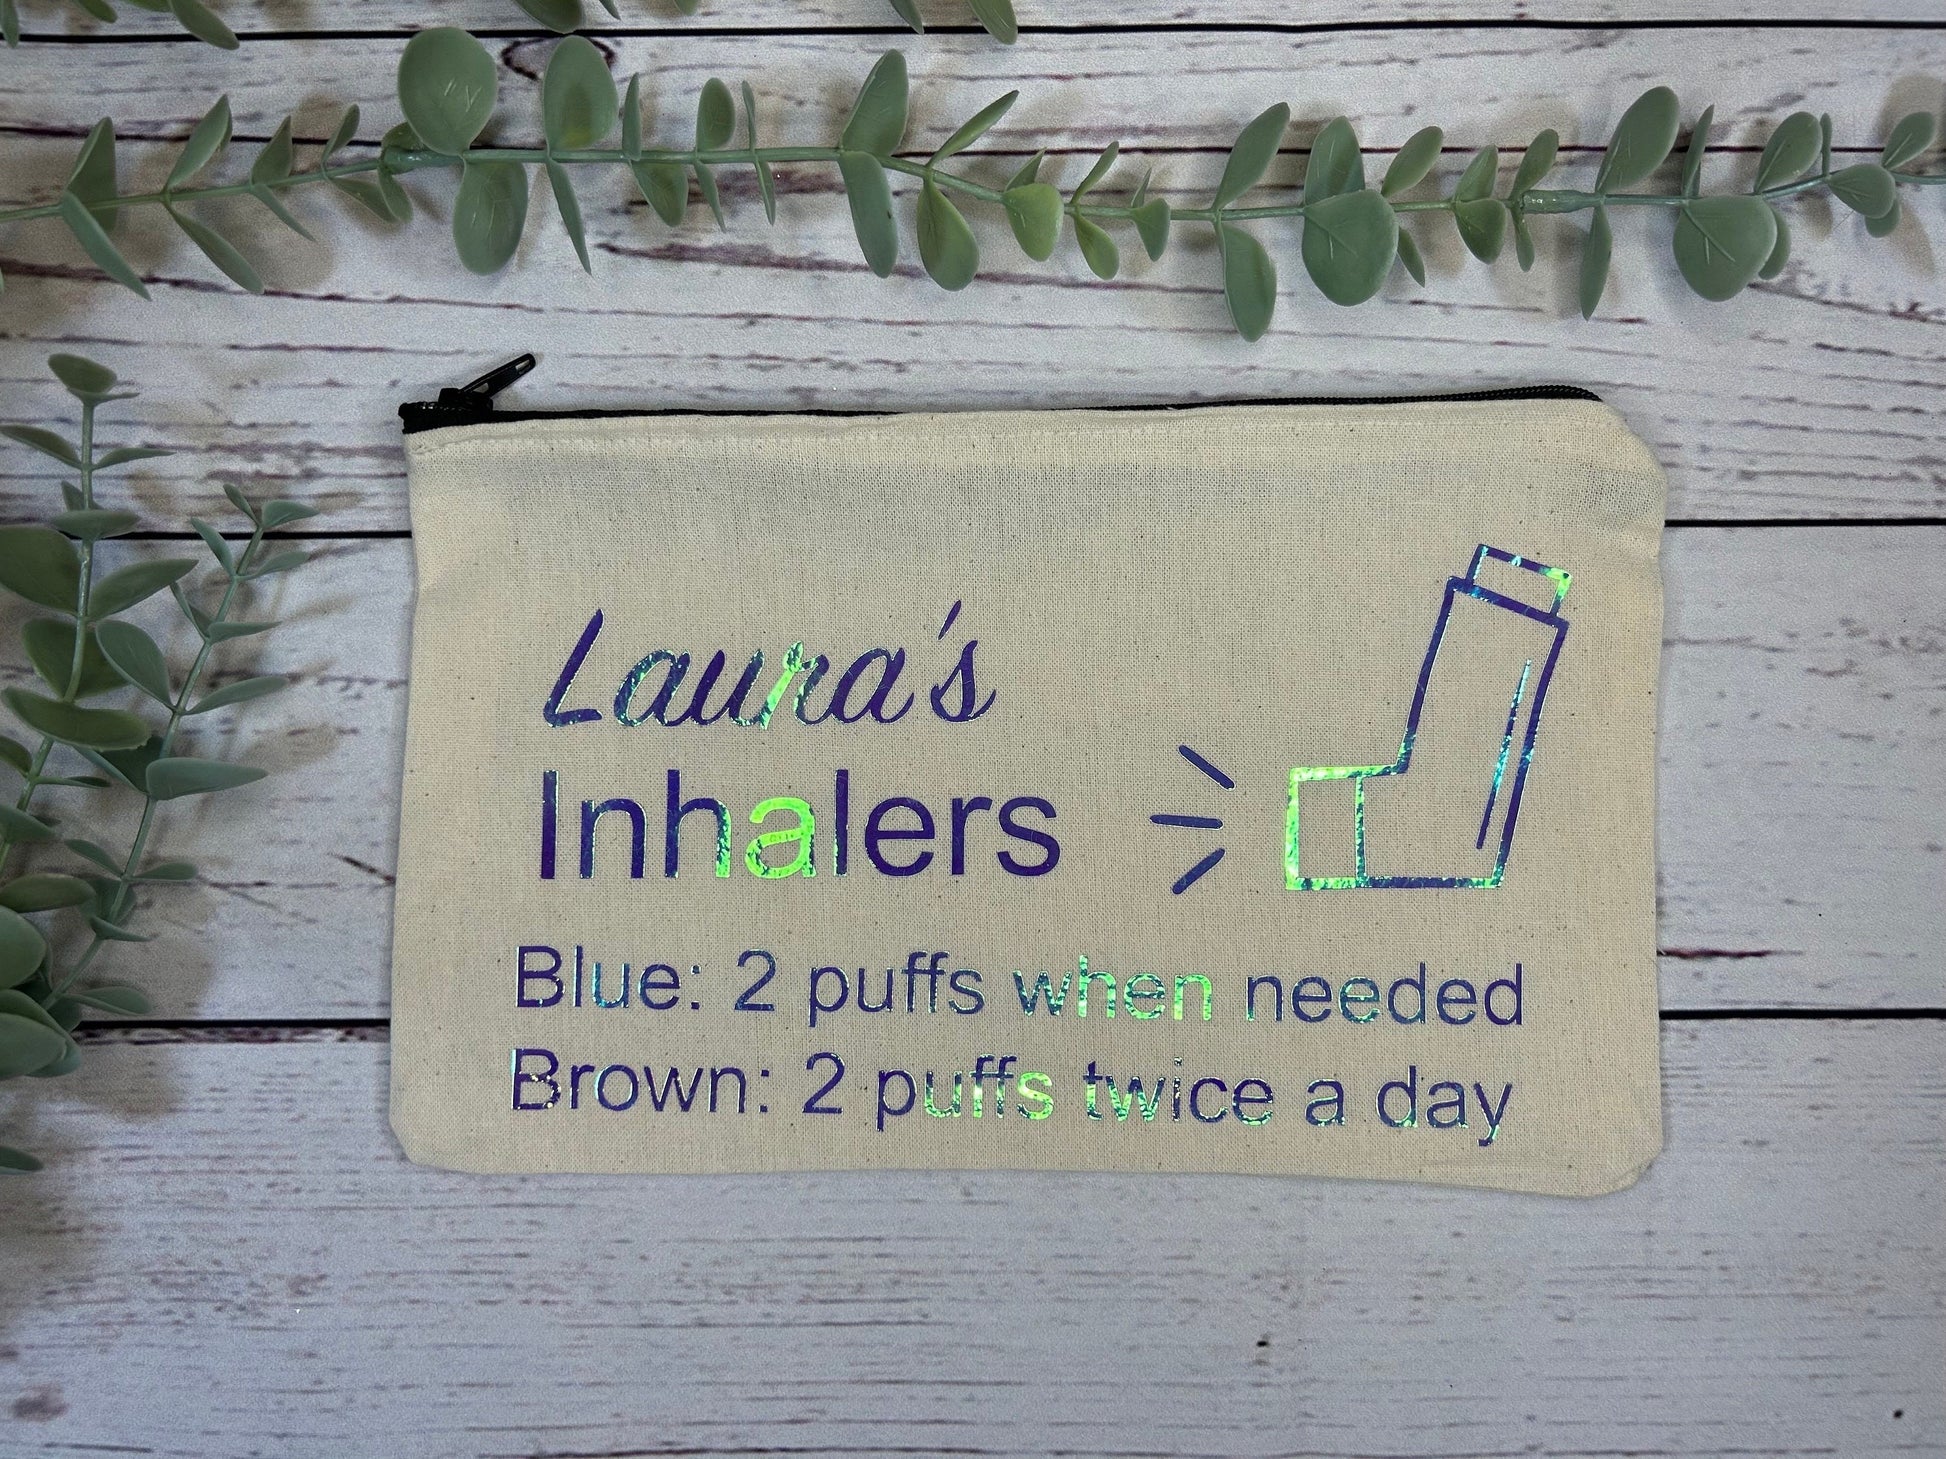 Laura's
Inhalers
Blue: 2 puffs when needed
Brown: 2 puffs twice a day